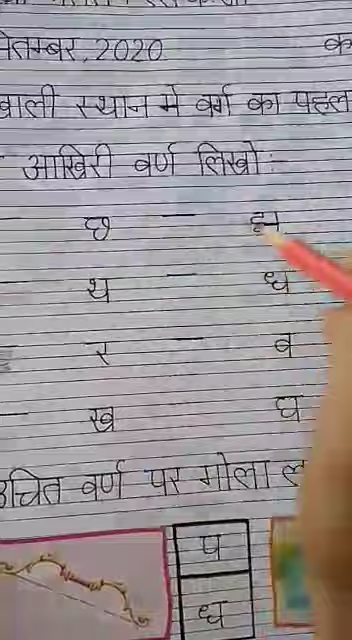 सितम्बर, 2020
खाली स्थान में वर्ग का पहला
आखिरी वर्ण लिखो:-
छ — झ
थ — ध
र — व
ख घ
उचित वर्ण पर गोला ल
प
ध